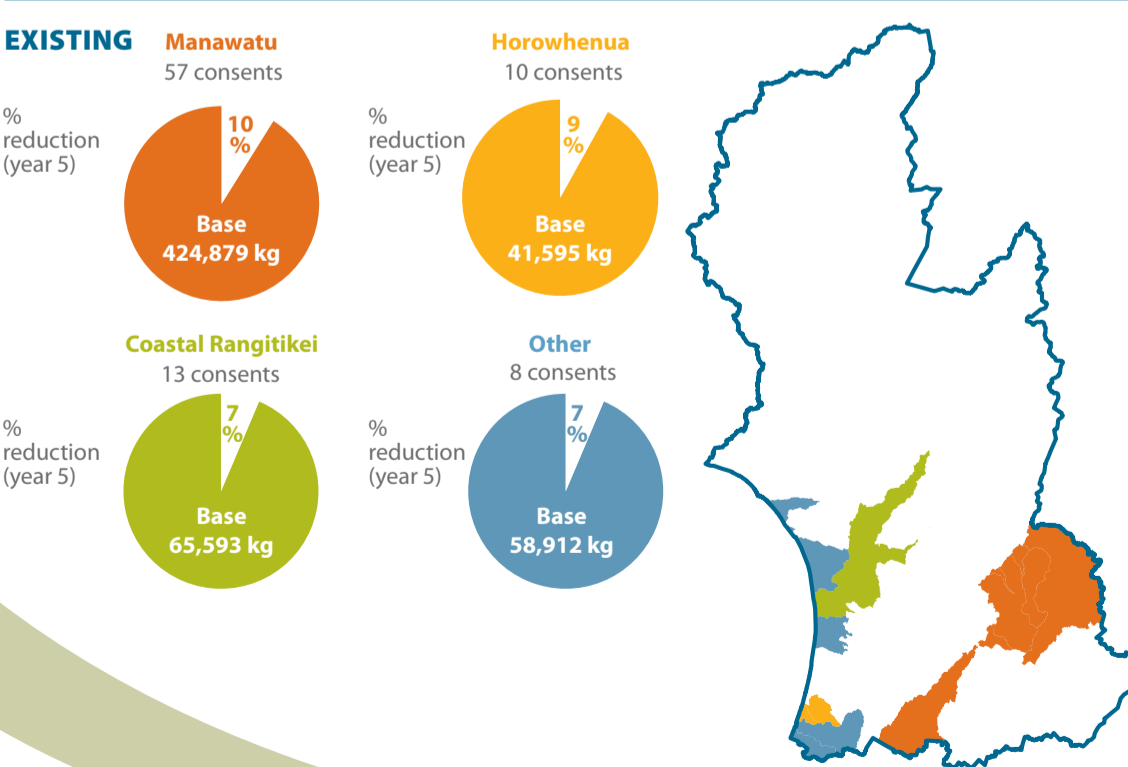 EXISTING
Manawatu
57 consents
%
reduction
(year 5)
10
%
Base
424,879 kg
Horowhenua
10 consents
%
reduction
(year 5)
9
%
Base
41,595 kg
Coastal Rangitikei
13 consents
%
reduction
(year 5)
7
%
Base
65,593 kg
Other
8 consents
%
reduction
(year 5)
7
%
Base
58,912 kg